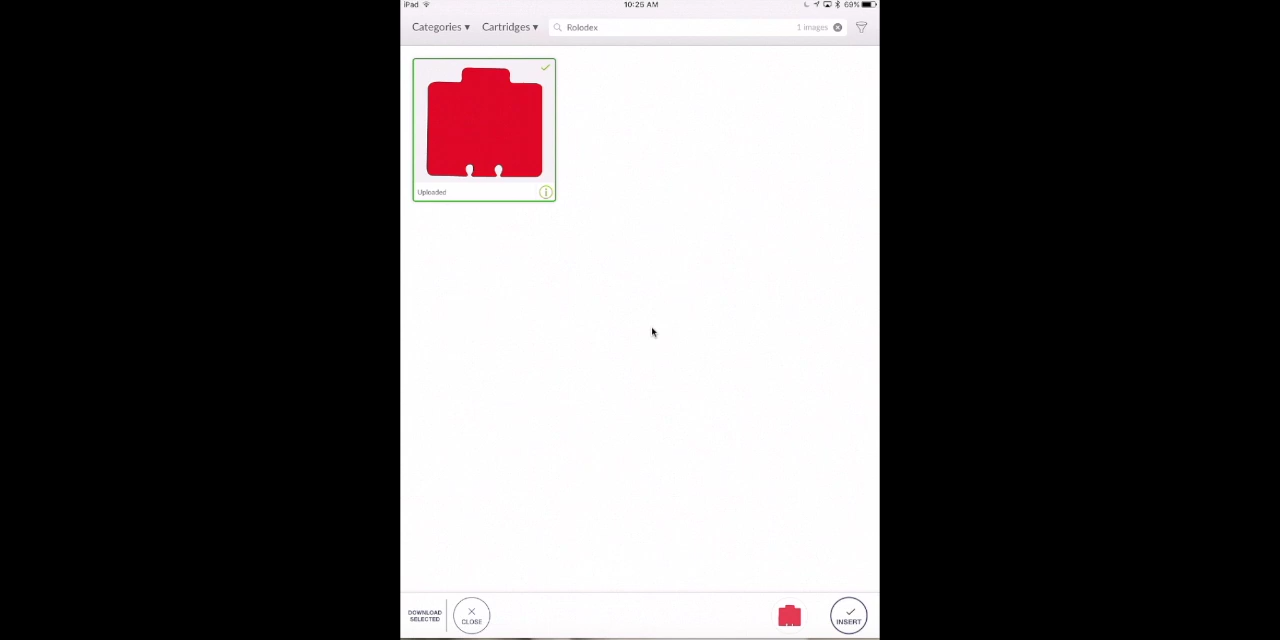 iPad 10:25 AM 69%
Categories ▾ Cartridges ▾ Rolodex 1 images
Uploaded
DOWNLOAD SELECTED
CLOSE
INSERT